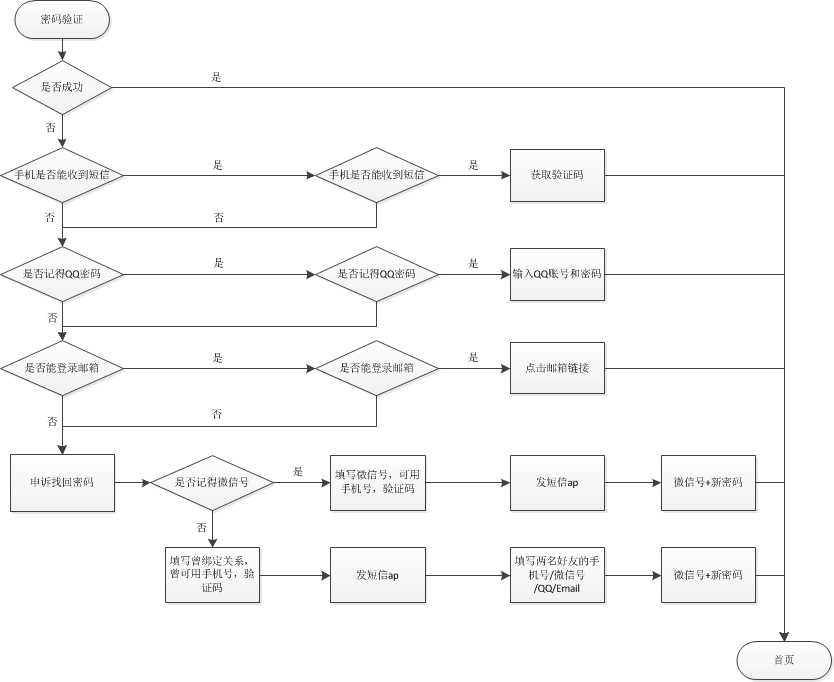 密码验证
是否成功
是
否
手机是否能收到短信
是
手机是否能收到短信
是
获取验证码
否
否
是否记得QQ密码
是
是否记得QQ密码
是
输入QQ账号和密码
否
是否能登录邮箱
是
是否能登录邮箱
是
点击邮箱链接
否
否
申诉找回密码
是否记得微信号
是
填写微信号，可用
手机号，验证码
发短信ap
微信号+新密码
否
填写曾绑定关系，
曾可用手机号，验
证码
发短信ap
填写两名好友的手
机号/微信号
/QQ/Email
微信号+新密码
首页